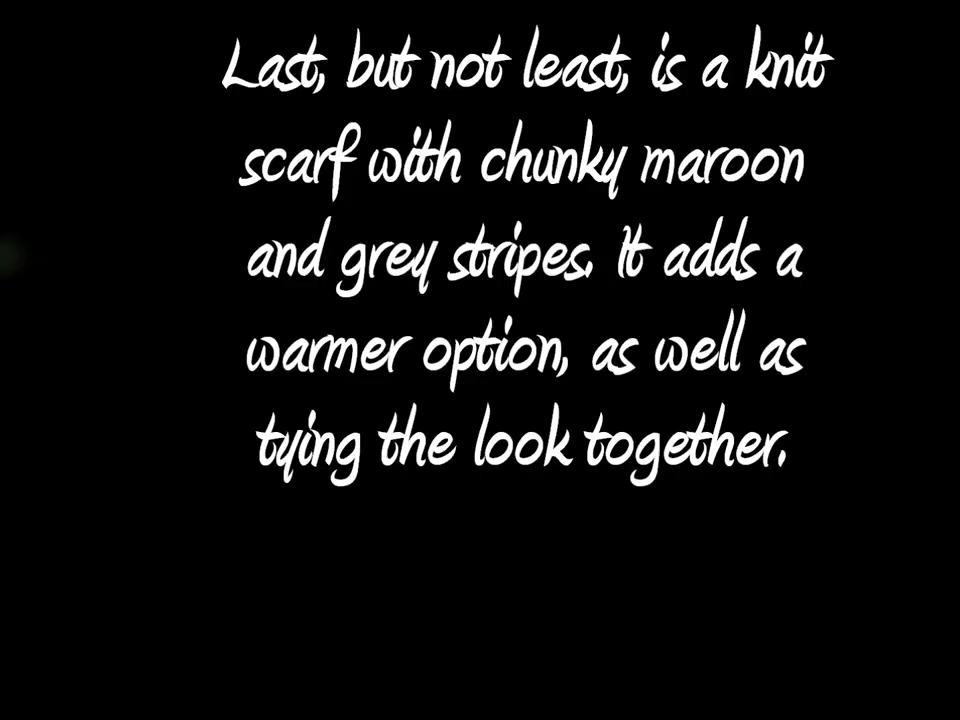 Last, but not least, is a knit
scarf with chunky maroon
and grey stripes. It adds a
warmer option, as well as
tying the look together.